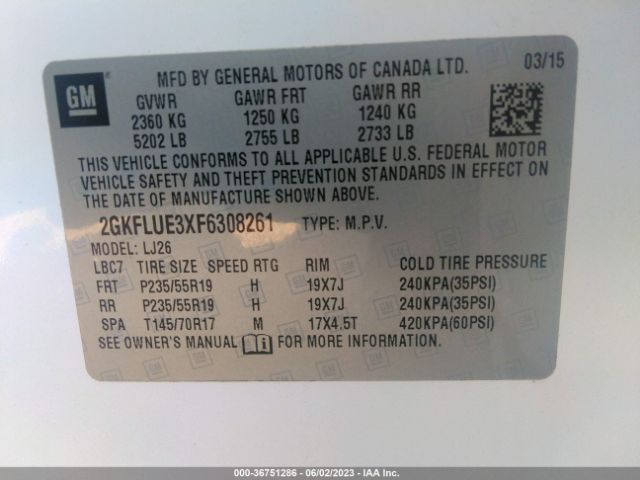 GM
MFD BY GENERAL MOTORS OF CANADA LTD. 03/15
GVWR GAWR FRT GAWR RR
2360 KG 1250 KG 1240 KG
5202 LB 2755 LB 2733 LB
THIS VEHICLE CONFORMS TO ALL APPLICABLE U.S. FEDERAL MOTOR
VEHICLE SAFETY AND THEFT PREVENTION STANDARDS IN EFFECT ON
THE DATE OF MANUFACTURE SHOWN ABOVE.
2GKFLUE3XF6308261 TYPE: M.P.V.
MODEL: LJ26
LBC7 TIRE SIZE SPEED RTG RIM COLD TIRE PRESSURE
FRT P235/55R19 H 19X7J 240KPA(35PSI)
RR P235/55R19 H 19X7J 240KPA(35PSI)
SPA T145/70R17 M 17X4.5T 420KPA(60PSI)
SEE OWNER'S MANUAL FOR MORE INFORMATION.
000-36751286 - 06/02/2023 - IAAI.com